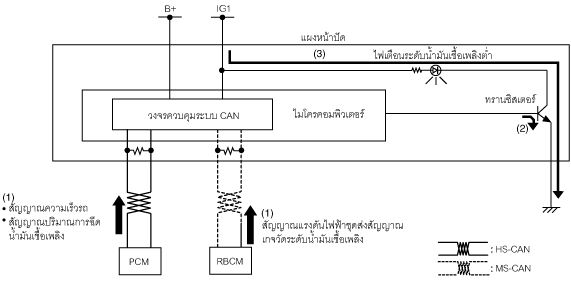 B+
IG1
แผงหน้าปัด
(3)
ไฟเตือนระดับน้ำมันเชื้อเพลิงต่ำ
ทรานซิสเตอร์
วงจรควบคุมระบบ CAN
ไมโครคอมพิวเตอร์
(2)
(1)
• สัญญาณความเร็วรถ
• สัญญาณปริมาณการฉีด
น้ำมันเชื้อเพลิง
(1)
สัญญาณแรงดันไฟฟ้าชุดส่งสัญญาณ
เกจวัดระดับน้ำมันเชื้อเพลิง
PCM
RBCM
: HS-CAN
: MS-CAN